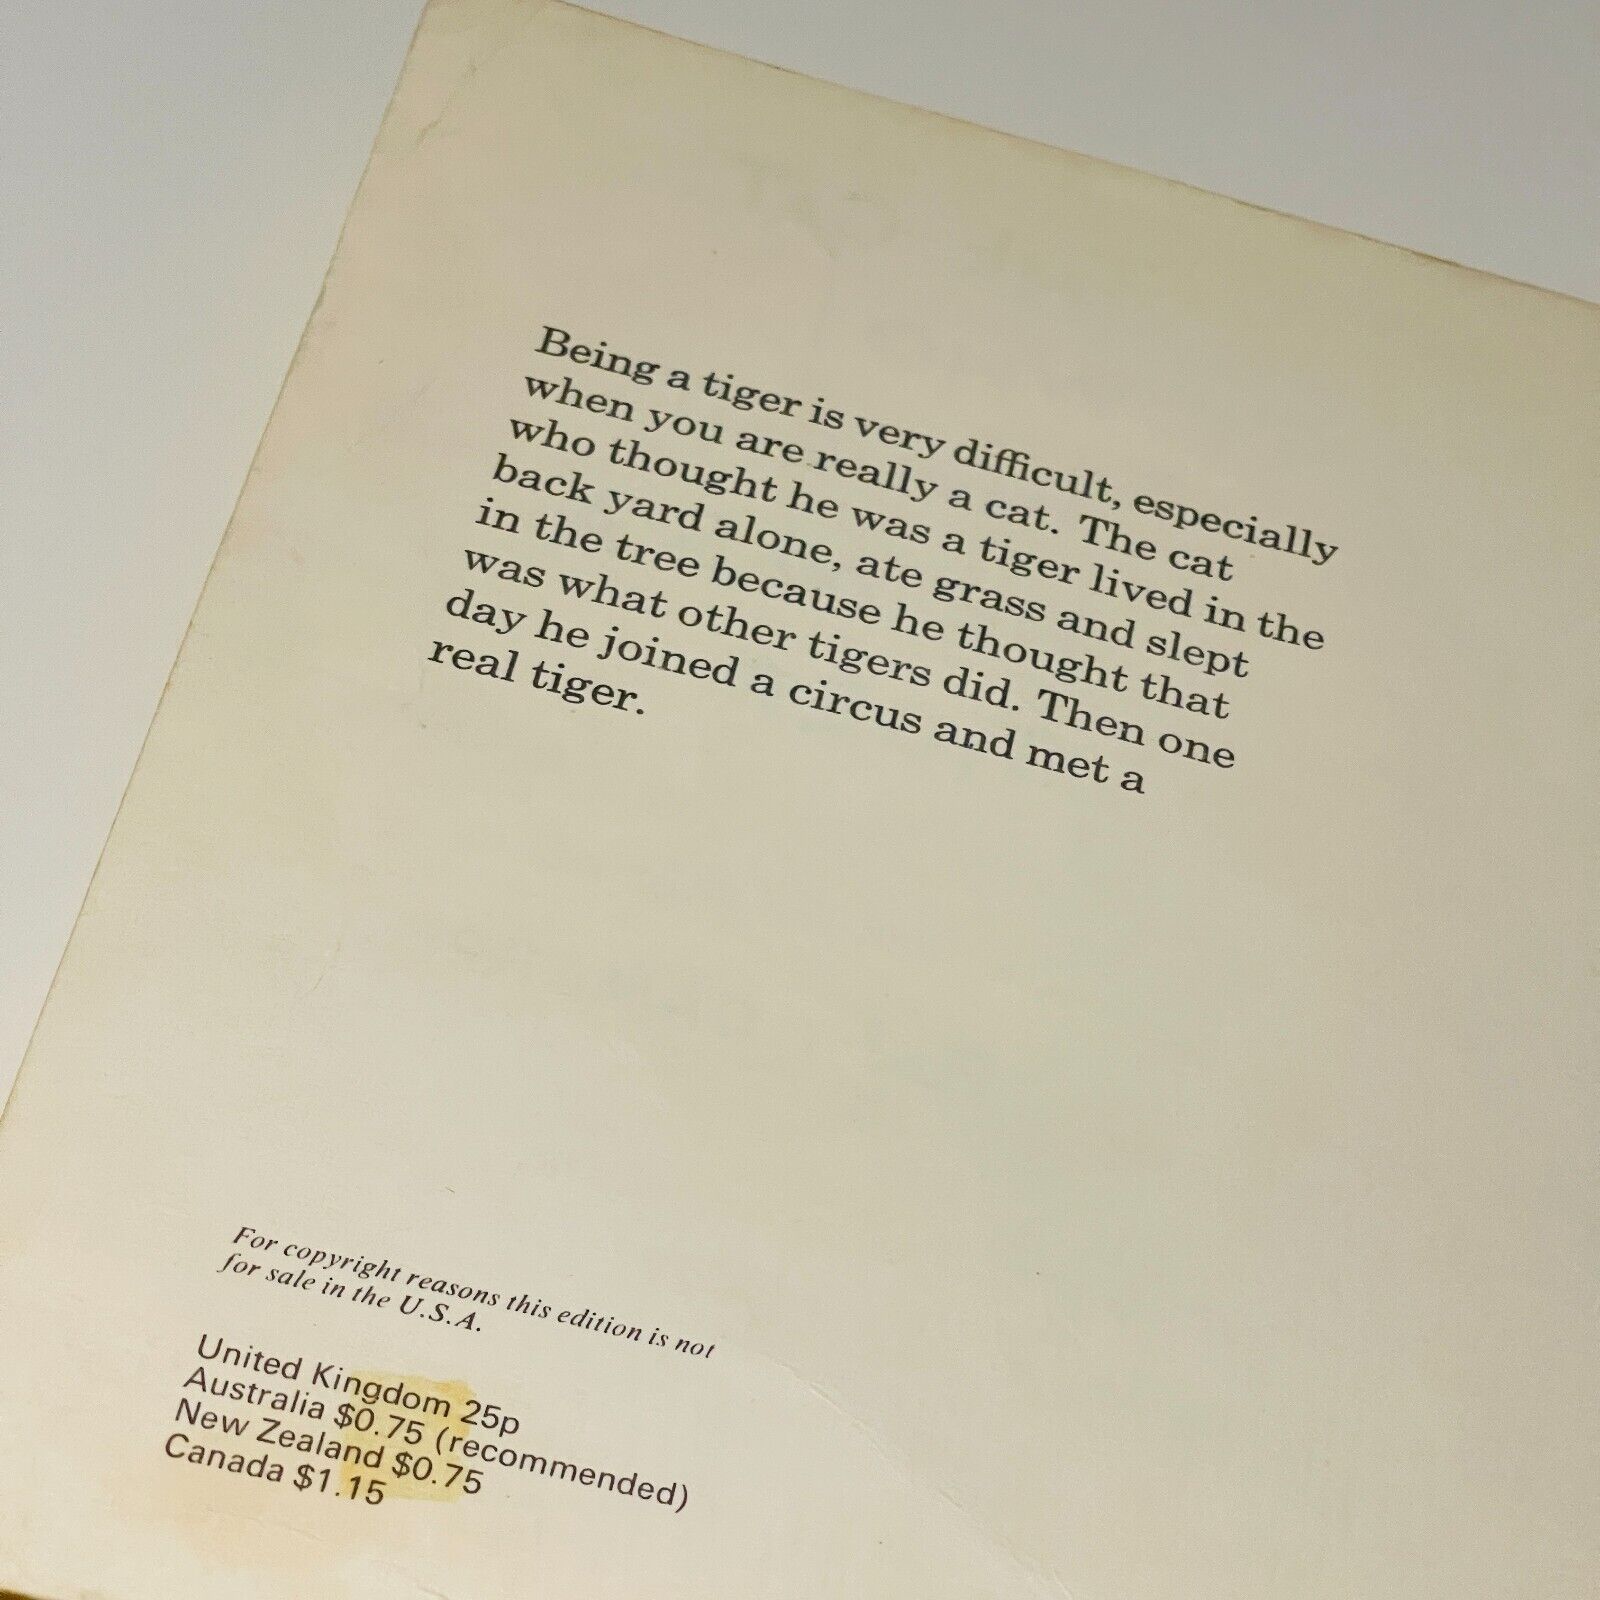 Being a tiger is very difficult, especially
when you are really a cat. The cat
who thought he was a tiger lived in the
back yard alone, ate grass and slept
in the tree because he thought that
was what other tigers did. Then one
day he joined a circus and met a
real tiger.
For copyright reasons this edition is not
for sale in the U.S.A.
United Kingdom 25p
Australia $0.75 (recommended)
New Zealand $0.75
Canada $1.15